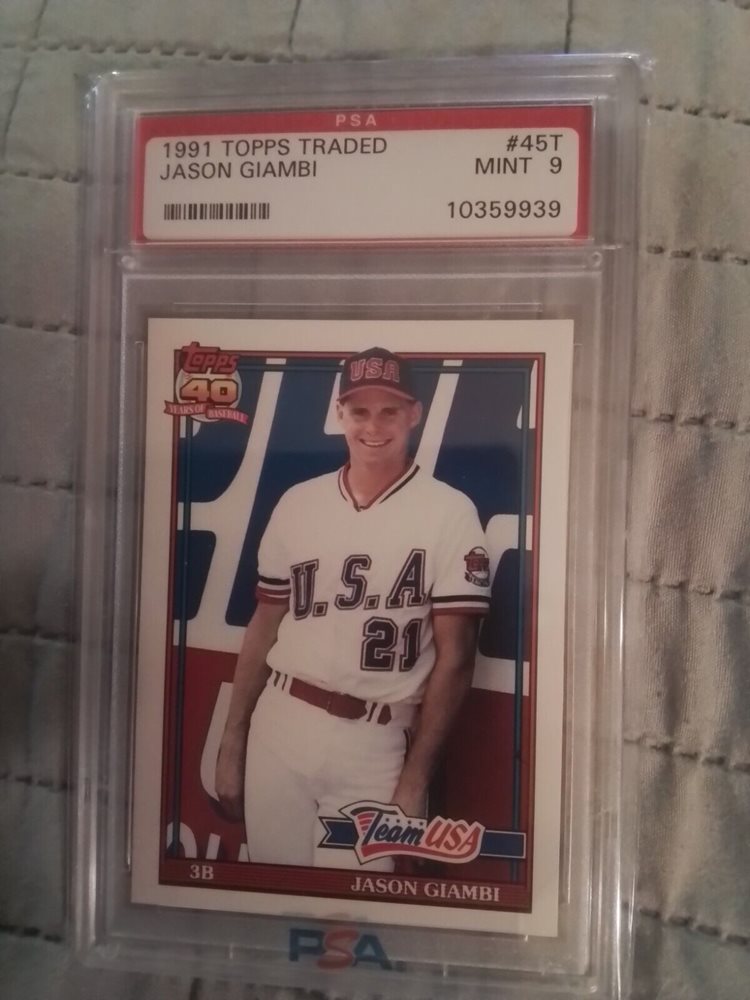 PSA
1991 TOPPS TRADED #45T
JASON GIAMBI MINT 9
10359939
Topps
40
YEARS OF BASEBALL
USA
U.S.A
21
Team USA
3B
JASON GIAMBI
PSA